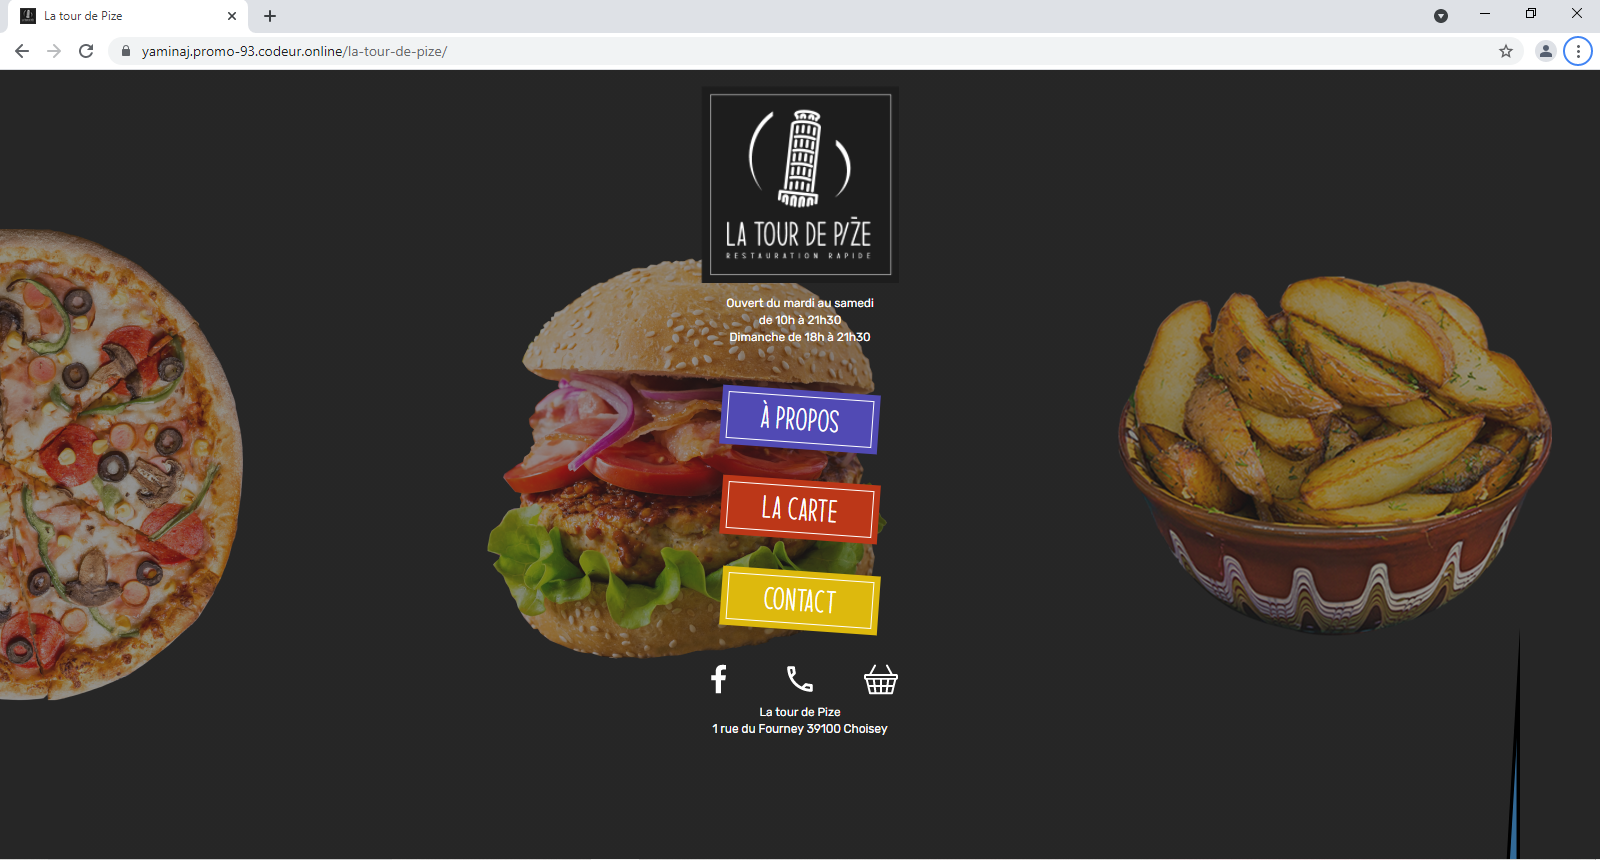 La tour de Pize
yaminaj.promo-93.codeur.online/la-tour-de-pize/
LA TOUR DE PIZE
RESTAURATION RAPIDE
Ouvert du mardi au samedi
de 10h à 21h30
Dimanche de 18h à 21h30
À PROPOS
LA CARTE
CONTACT
La tour de Pize
1 rue du Fourney 39100 Choisey